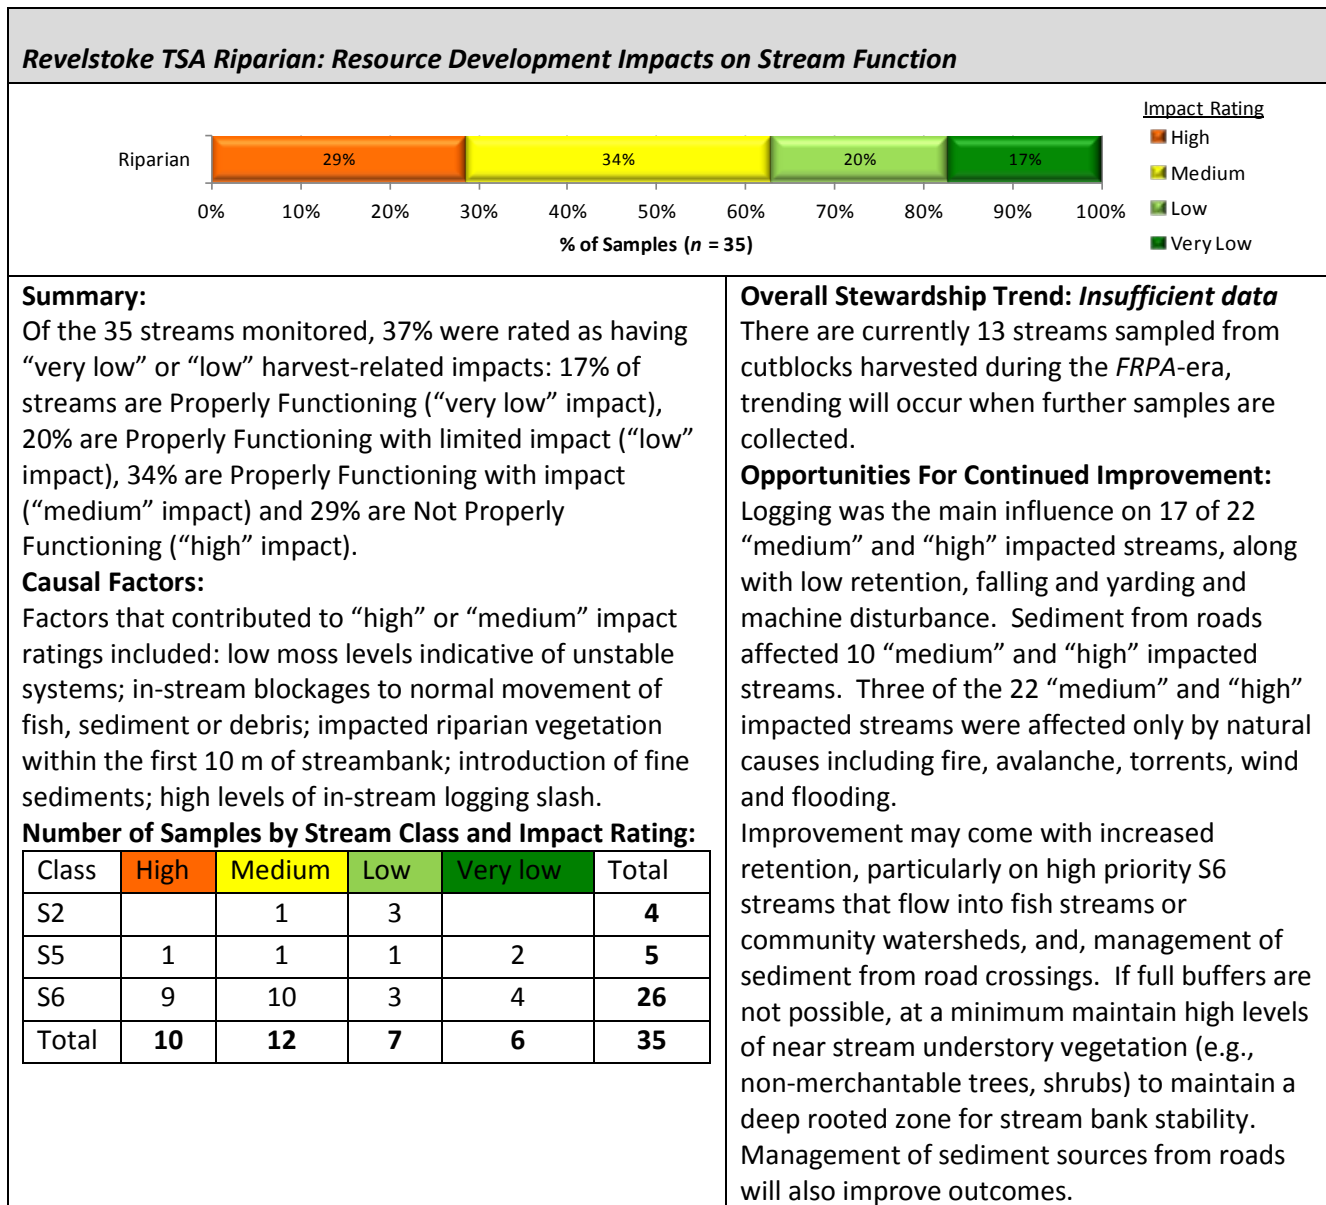 Revelstoke TSA Riparian: Resource Development Impacts on Stream Function
Impact Rating
High
Medium
Low
Very Low
Riparian
29%
34%
20%
17%
0%
10%
20%
30%
40%
50%
60%
70%
80%
90%
100%
% of Samples (n = 35)
Summary:
Of the 35 streams monitored, 37% were rated as having
“very low” or “low” harvest-related impacts: 17% of
streams are Properly Functioning (“very low” impact),
20% are Properly Functioning with limited impact (“low”
impact), 34% are Properly Functioning with impact
(“medium” impact) and 29% are Not Properly
Functioning (“high” impact).
Causal Factors:
Factors that contributed to “high” or “medium” impact
ratings included: low moss levels indicative of unstable
systems; in-stream blockages to normal movement of
fish, sediment or debris; impacted riparian vegetation
within the first 10 m of streambank; introduction of fine
sediments; high levels of in-stream logging slash.
Number of Samples by Stream Class and Impact Rating:
Class High Medium Low Very low Total
S2 1 3 4
S5 1 1 1 2 5
S6 9 10 3 4 26
Total 10 12 7 6 35
Overall Stewardship Trend: Insufficient data
There are currently 13 streams sampled from
cutblocks harvested during the FRPA-era,
trending will occur when further samples are
collected.
Opportunities For Continued Improvement:
Logging was the main influence on 17 of 22
“medium” and “high” impacted streams, along
with low retention, falling and yarding and
machine disturbance.  Sediment from roads
affected 10 “medium” and “high” impacted
streams.  Three of the 22 “medium” and “high”
impacted streams were affected only by natural
causes including fire, avalanche, torrents, wind
and flooding.
Improvement may come with increased
retention, particularly on high priority S6
streams that flow into fish streams or
community watersheds, and, management of
sediment from road crossings.  If full buffers are
not possible, at a minimum maintain high levels
of near stream understory vegetation (e.g.,
non-merchantable trees, shrubs) to maintain a
deep rooted zone for stream bank stability.
Management of sediment sources from roads
will also improve outcomes.